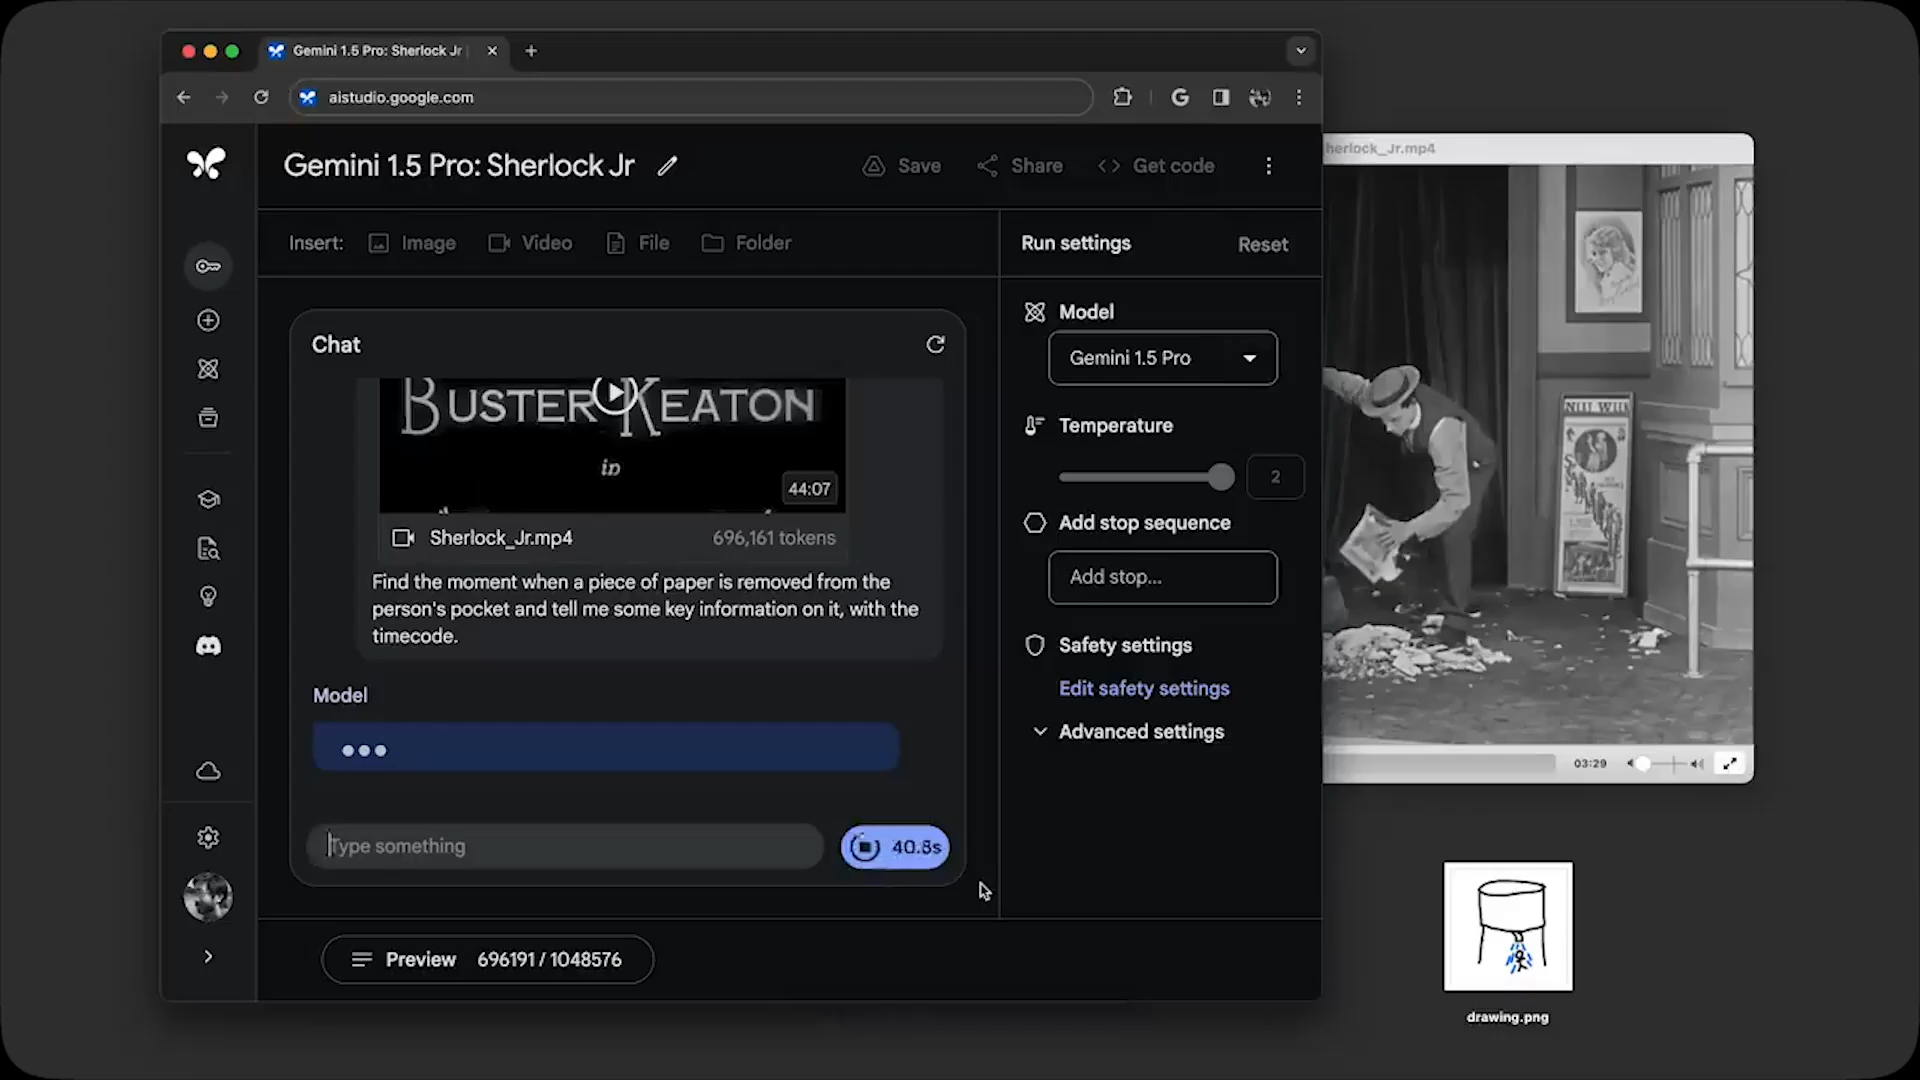 Gemini 1.5 Pro: Sherlock Jr
aistudio.google.com
Gemini 1.5 Pro: Sherlock Jr
Save
Share
Get code
Insert:
Image
Video
File
Folder
Run settings
Reset
Chat
BUSTER KEATON
in
44:07
Sherlock_Jr.mp4
696,161 tokens
Find the moment when a piece of paper is removed from the
person's pocket and tell me some key information on it, with the
timecode.
Model
Type something
40.8s
Preview
696191 / 1048576
Model
Gemini 1.5 Pro
Temperature
2
Add stop sequence
Add stop...
Safety settings
Edit safety settings
Advanced settings
herlock_Jr.mp4
NEXT WEEK
03:29
drawing.png